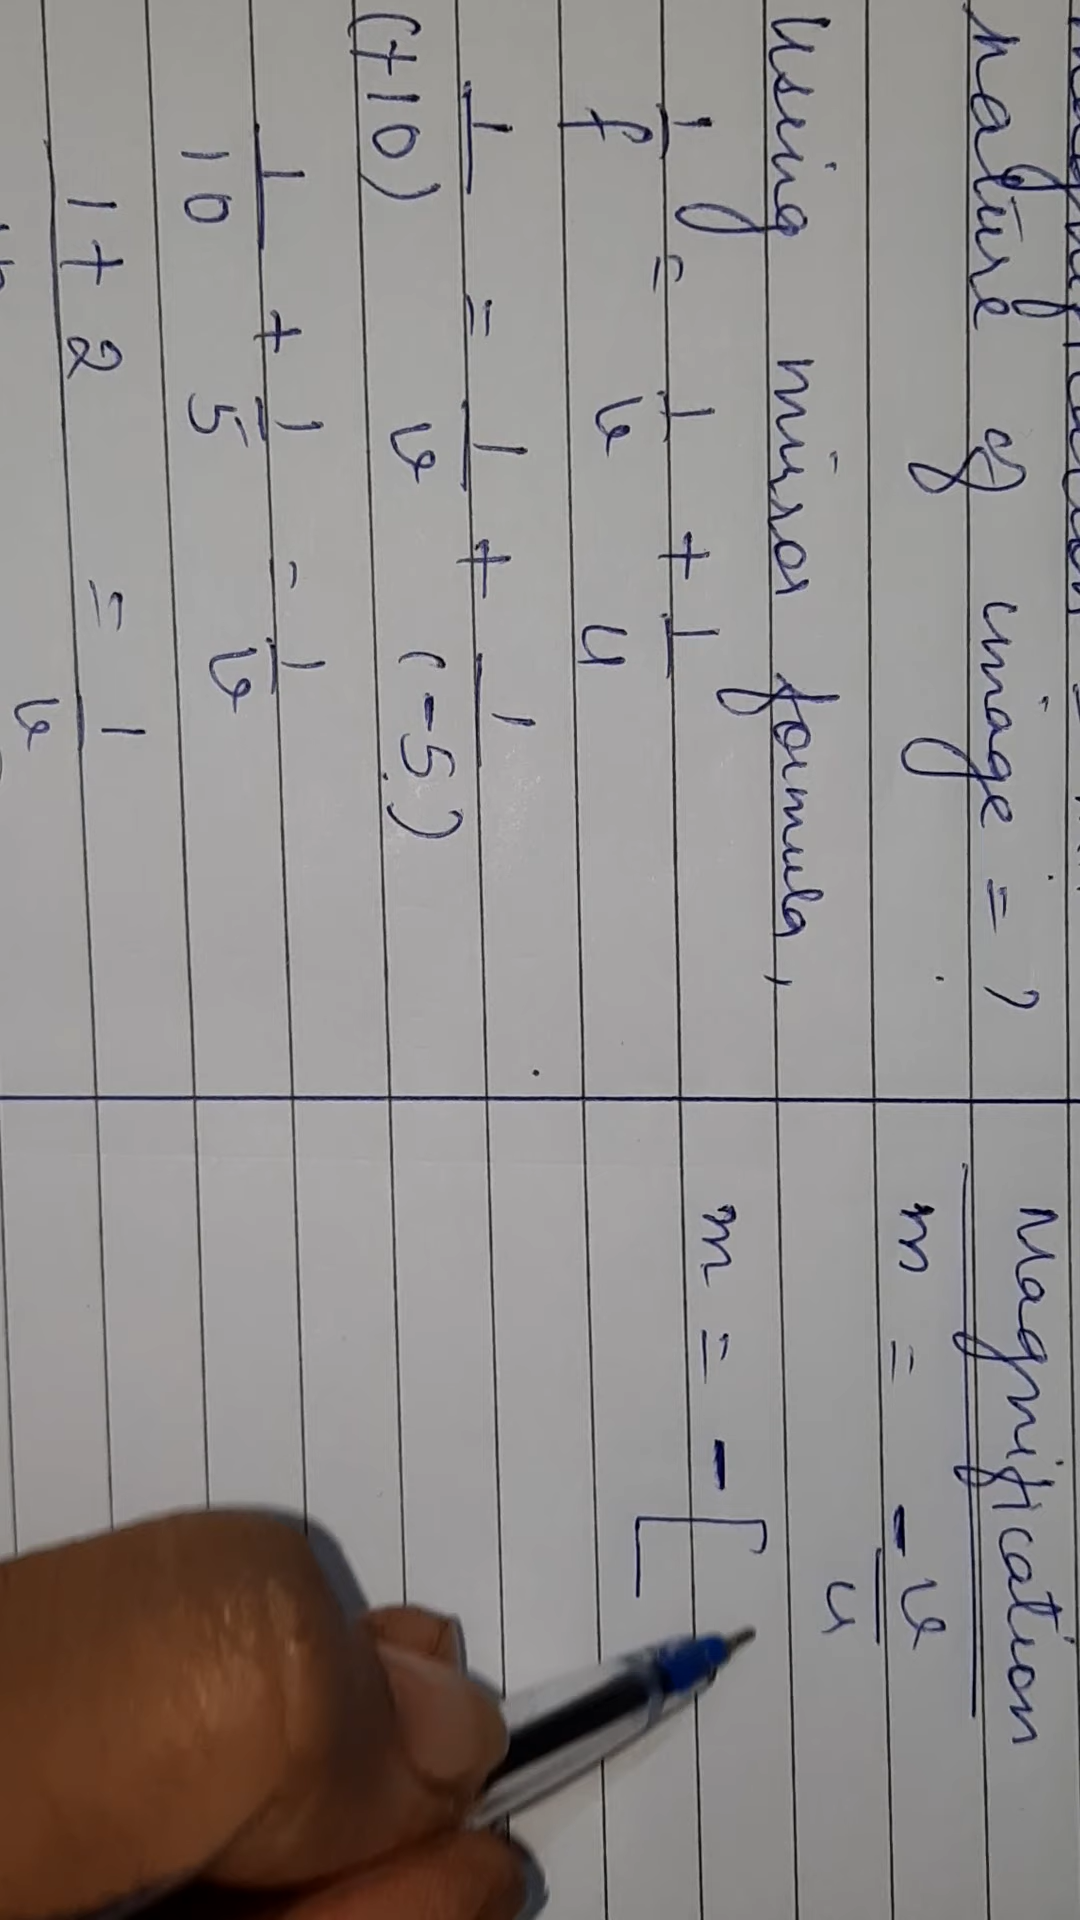 nature of image = ?
Using mirror formula,
1/f = 1/v + 1/u
1/(+10) = 1/v + 1/(-5)
1/10 + 1/5 = 1/v
1 + 2 = 1/v
Magnification
m = -v/u
m = - [